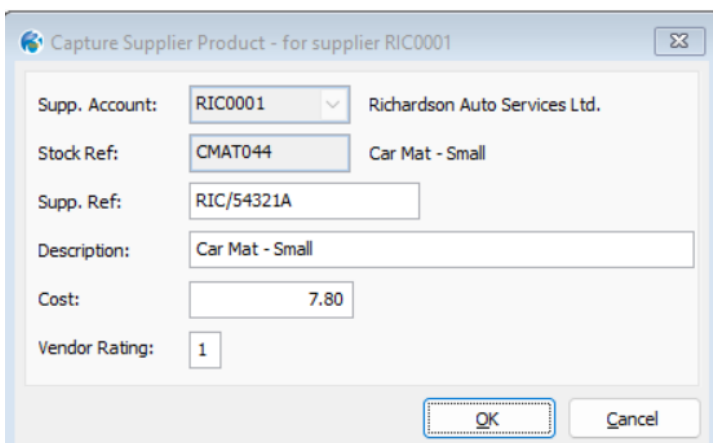 Capture Supplier Product - for supplier RIC0001
Supp. Account: RIC0001 Richardson Auto Services Ltd.
Stock Ref: CMAT044 Car Mat - Small
Supp. Ref: RIC/54321A
Description: Car Mat - Small
Cost: 7.80
Vendor Rating: 1
OK Cancel